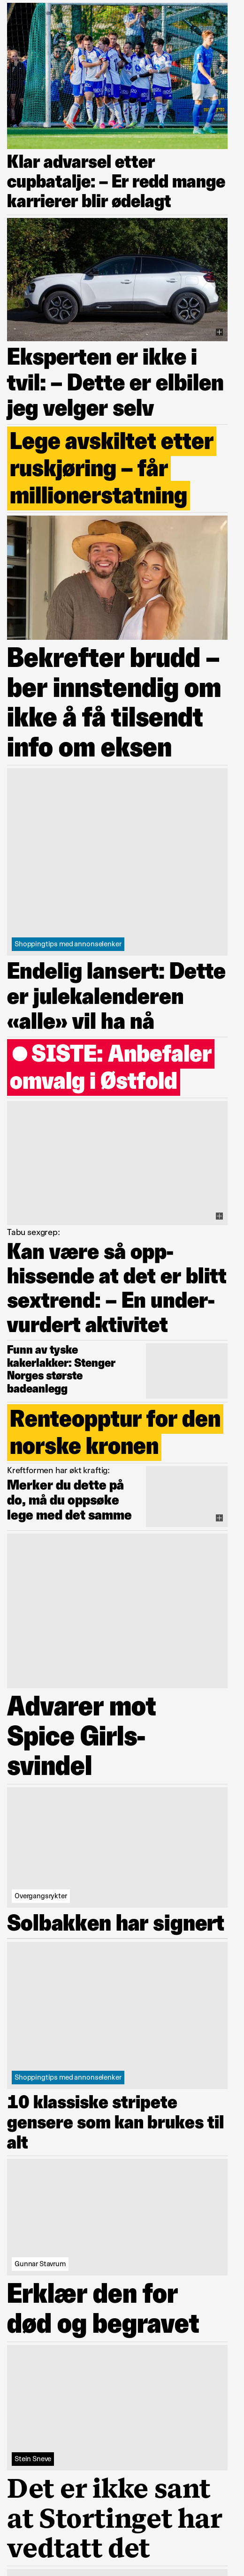 Klar advarsel etter
cupbatalje: – Er redd mange
karrierer blir ødelagt
Eksperten er ikke i
tvil: – Dette er elbilen
jeg velger selv
Lege avskiltet etter
ruskjøring – får
millionerstatning
Bekrefter brudd –
ber innstendig om
ikke å få tilsendt
info om eksen
Shoppingtips med annonselenker
Endelig lansert: Dette
er julekalenderen
«alle» vil ha nå
SISTE: Anbefaler
omvalg i Østfold
Tabu sexgrep:
Kan være så opp-
hissende at det er blitt
sextrend: – En under-
vurdert aktivitet
Funn av tyske
kakerlakker: Stenger
Norges største
badeanlegg
Renteopptur for den
norske kronen
Kreftformen har økt kraftig:
Merker du dette på
do, må du oppsøke
lege med det samme
Advarer mot
Spice Girls-
svindel
Overgangsrykter
Solbakken har signert
Shoppingtips med annonselenker
10 klassiske stripete
gensere som kan brukes til
alt
Gunnar Stavrum
Erklær den for
død og begravet
Stein Sneve
Det er ikke sant
at Stortinget har
vedtatt det